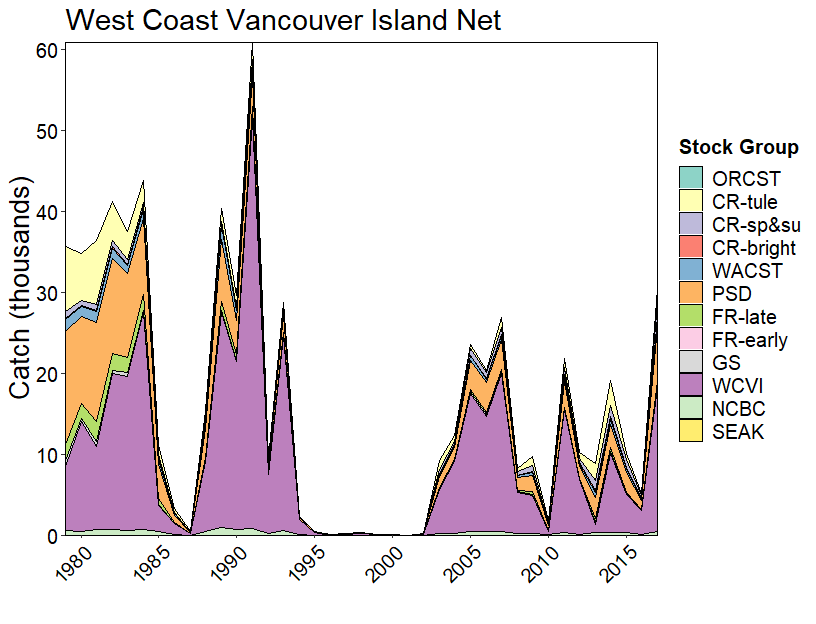 West Coast Vancouver Island Net
Catch (thousands)
60
50
40
30
20
10
0
1980
1985
1990
1995
2000
2005
2010
2015
Stock Group
ORCST
CR-tule
CR-sp&su
CR-bright
WACST
PSD
FR-late
FR-early
GS
WCVI
NCBC
SEAK